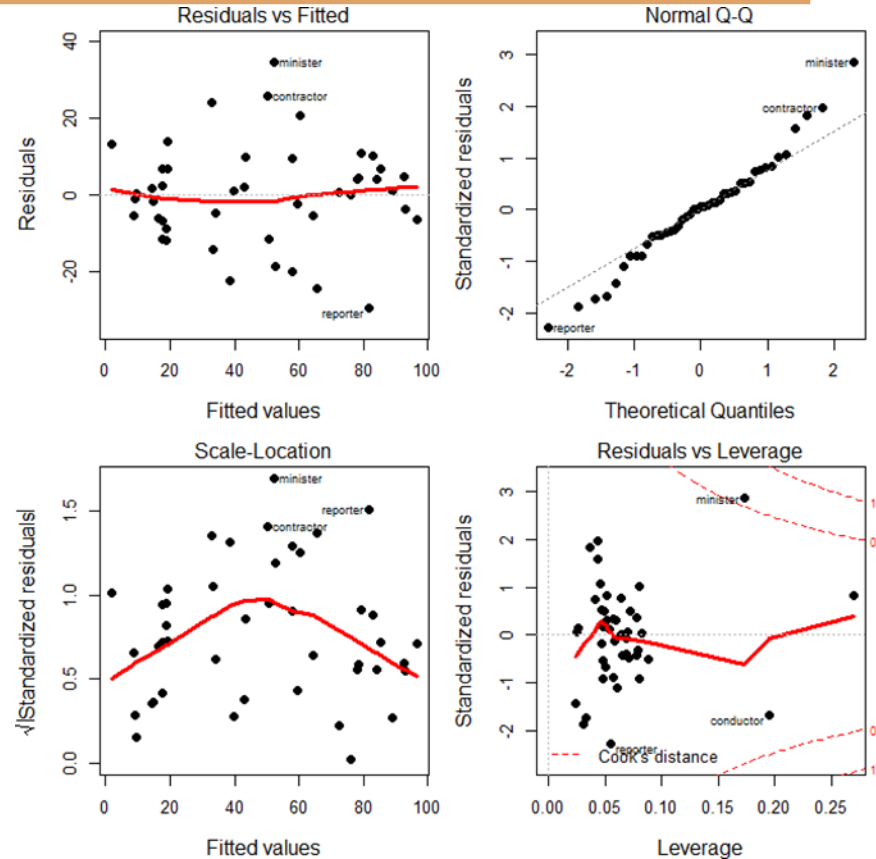 Residuals vs Fitted
40
20
0
-20
Residuals
minister
contractor
reporter
0 20 40 60 80 100
Fitted values
Normal Q-Q
3
2
1
0
-1
-2
Standardized residuals
minister
contractor
reporter
-2 -1 0 1 2
Theoretical Quantiles
Scale-Location
1.5
1.0
0.5
0.0
√|Standardized residuals|
minister
reporter
contractor
0 20 40 60 80 100
Fitted values
Residuals vs Leverage
3
2
1
0
-1
-2
Standardized residuals
minister
conductor
reporter
Cook's distance
1
0
0
1
0.00 0.05 0.10 0.15 0.20 0.25
Leverage